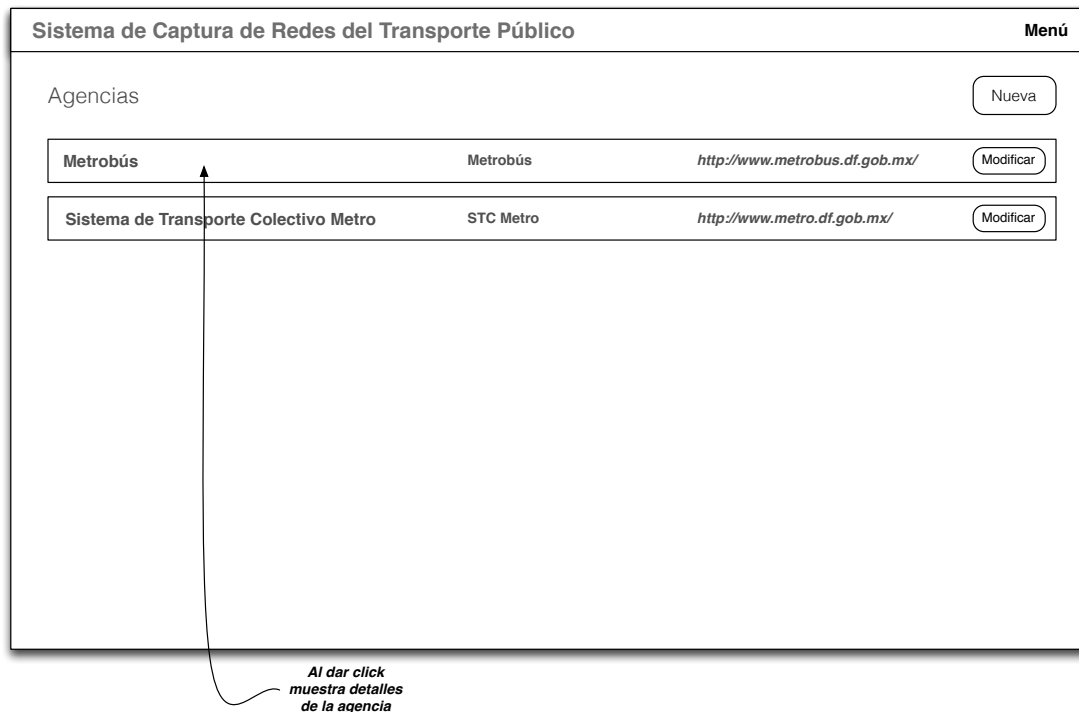 Sistema de Captura de Redes del Transporte Público Menú
Agencias Nueva
Metrobús Metrobús http://www.metrobus.df.gob.mx/ Modificar
Sistema de Transporte Colectivo Metro STC Metro http://www.metro.df.gob.mx/ Modificar
Al dar click
muestra detalles
de la agencia